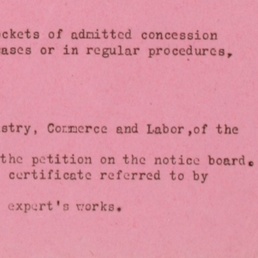 ockets of admitted concession
ases or in regular procedures,
stry, Commerce and Labor,of the
the petition on the notice board.
certificate referred to by
expert's works.